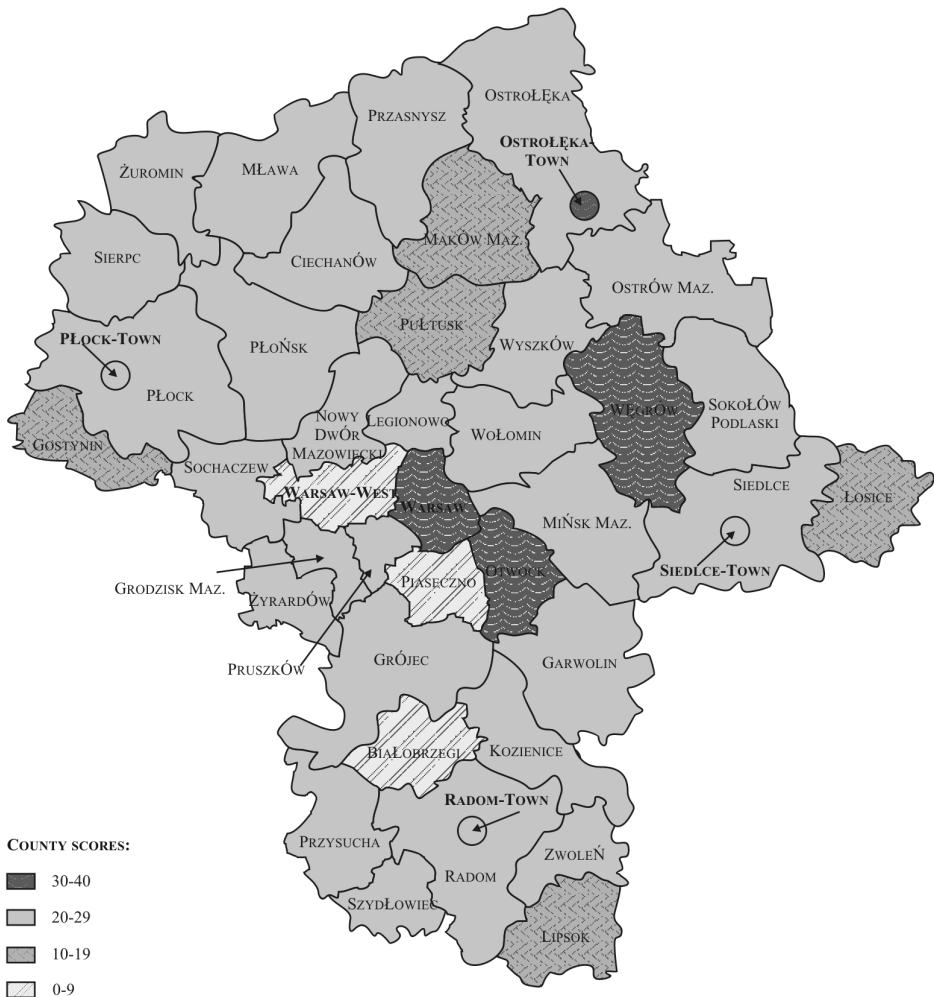 OSTROŁĘKA
PRZASNYSZ
OSTROŁĘKA-
TOWN
ŻUROMIN
MŁAWA
MAKÓW MAZ.
SIERPC
CIECHANÓW
OSTRÓW MAZ.
PUŁTUSK
PŁOCK-TOWN
PŁOŃSK
WYSZKÓW
PŁOCK
WĘGRÓW
SOKOŁÓW
PODLASKI
NOWY
DWÓR
MAZOWIECKI
LEGIONOWO
WOŁOMIN
GOSTYNIN
SOCHACZEW
WARSAW-WEST
WARSAW
SIEDLCE
ŁOSICE
MIŃSK MAZ.
SIEDLCE-TOWN
GRODZISK MAZ.
PIASECZNO
OTWOCK
ŻYRARDÓW
PRUSZKÓW
GRÓJEC
GARWOLIN
BIAŁOBRZEGI
KOZIENICE
RADOM-TOWN
PRZYSUCHA
ZWOLEŃ
RADOM
SZYDŁOWIEC
LIPSOK
COUNTY SCORES:
30-40
20-29
10-19
0-9